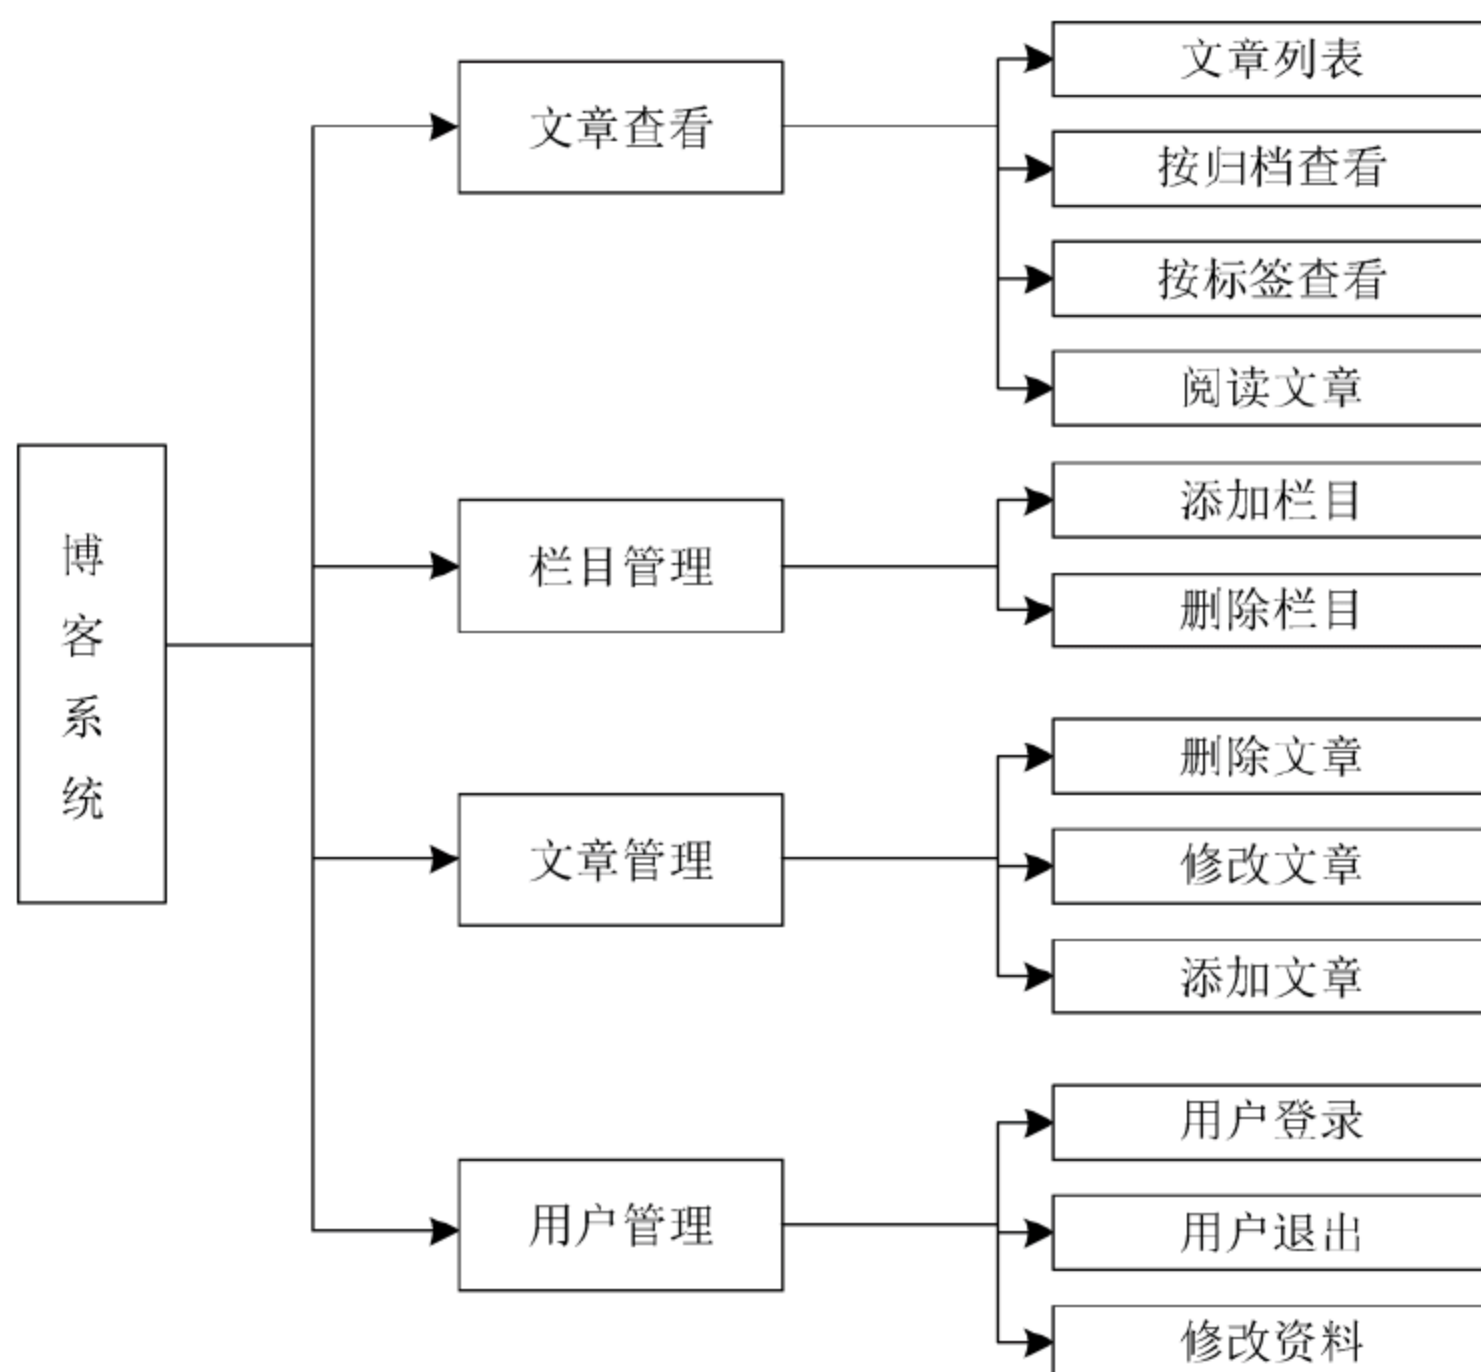 博客系统
文章查看
文章列表
按归档查看
按标签查看
阅读文章
栏目管理
添加栏目
删除栏目
文章管理
删除文章
修改文章
添加文章
用户管理
用户登录
用户退出
修改资料